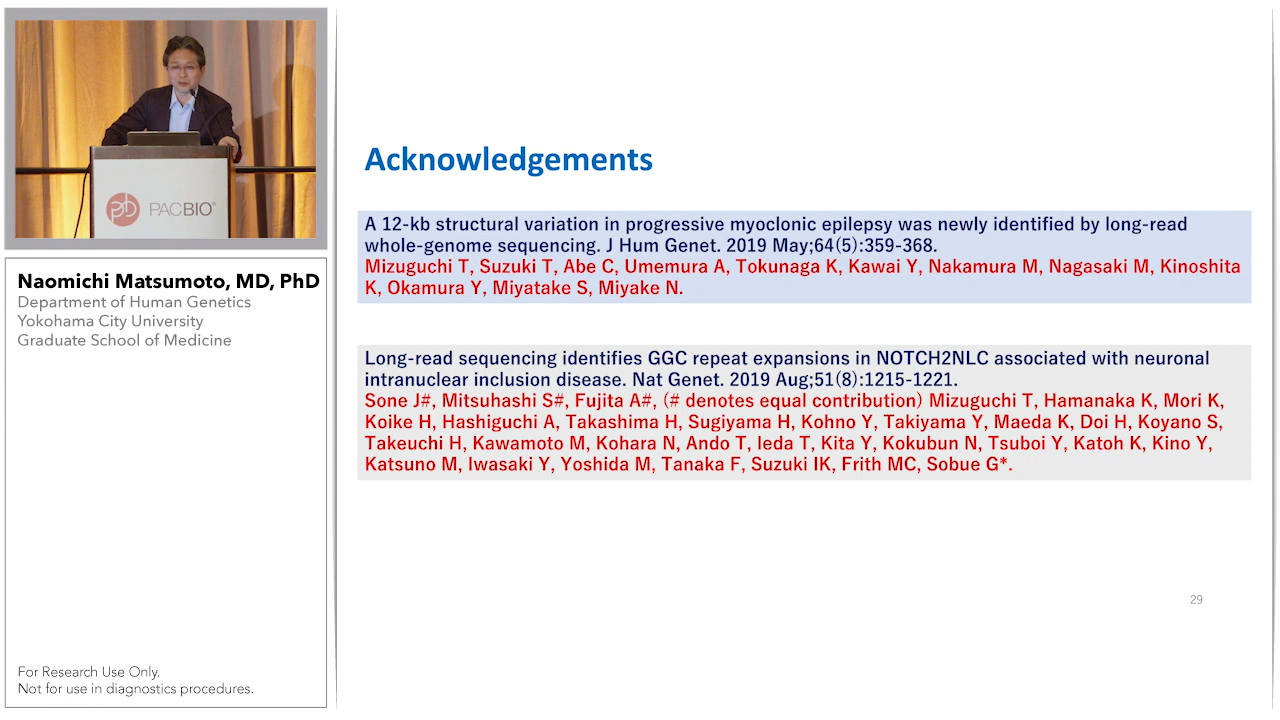 PACBIO®
Naomichi Matsumoto, MD, PhD
Department of Human Genetics
Yokohama City University
Graduate School of Medicine
For Research Use Only.
Not for use in diagnostics procedures.
Acknowledgements
A 12-kb structural variation in progressive myoclonic epilepsy was newly identified by long-read
whole-genome sequencing. J Hum Genet. 2019 May;64(5):359-368.
Mizuguchi T, Suzuki T, Abe C, Umemura A, Tokunaga K, Kawai Y, Nakamura M, Nagasaki M, Kinoshita
K, Okamura Y, Miyatake S, Miyake N.
Long-read sequencing identifies GGC repeat expansions in NOTCH2NLC associated with neuronal
intranuclear inclusion disease. Nat Genet. 2019 Aug;51(8):1215-1221.
Sone J#, Mitsuhashi S#, Fujita A#, (# denotes equal contribution) Mizuguchi T, Hamanaka K, Mori K,
Koike H, Hashiguchi A, Takashima H, Sugiyama H, Kohno Y, Takiyama Y, Maeda K, Doi H, Koyano S,
Takeuchi H, Kawamoto M, Kohara N, Ando T, Ieda T, Kita Y, Kokubun N, Tsuboi Y, Katoh K, Kino Y,
Katsuno M, Iwasaki Y, Yoshida M, Tanaka F, Suzuki IK, Frith MC, Sobue G*.
29